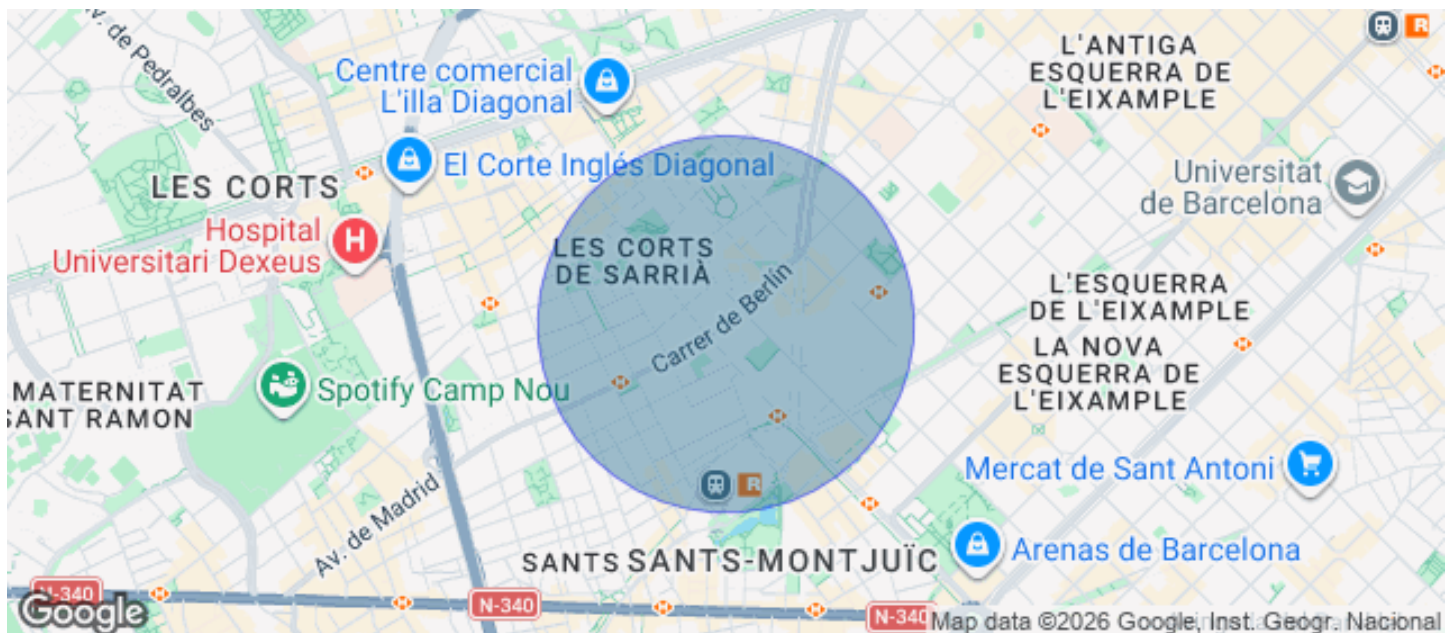 Av. de Pedralbes
Centre comercial
L'illa Diagonal
El Corte Inglés Diagonal
LES CORTS
Hospital
Universitari Dexeus
H
LES CORTS
DE SARRIÀ
Carrer de Berlín
L'ANTIGA
ESQUERRA DE
L'EIXAMPLE
R
Universitat
de Barcelona
L'ESQUERRA
DE L'EIXAMPLE
LA NOVA
ESQUERRA DE
L'EIXAMPLE
MATERNITAT
SANT RAMON
Spotify Camp Nou
Av. de Madrid
R
Mercat de Sant Antoni
SANTS
SANTS-MONTJUÏC
Arenas de Barcelona
N-340
N-340
N-340
Google
Map data ©2026 Google, Inst. Geogr. Nacional